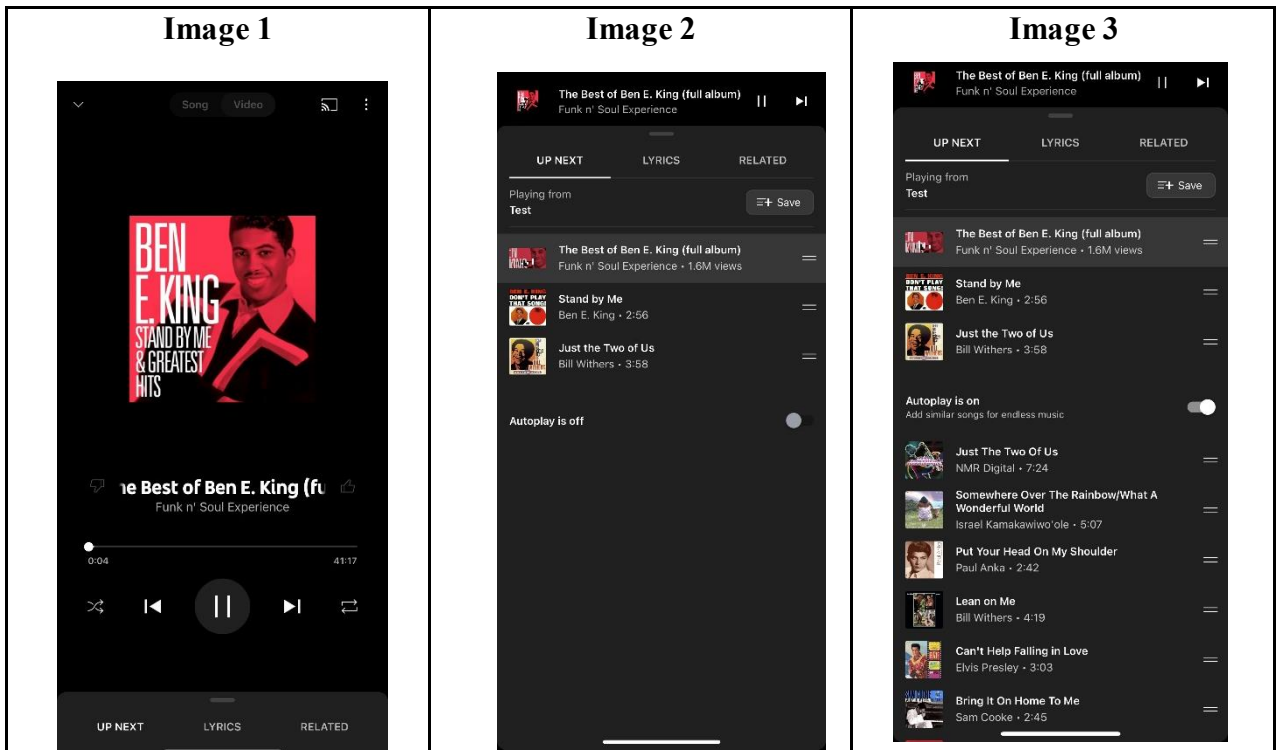 Image 1
Image 2
Image 3
Song Video
BEN
E. KING
STAND BY ME
& GREATEST
HITS
he Best of Ben E. King (fu
Funk n' Soul Experience
0:04 41:17
UP NEXT LYRICS RELATED
The Best of Ben E. King (full album)
Funk n' Soul Experience
UP NEXT LYRICS RELATED
Playing from
Test
Save
The Best of Ben E. King (full album)
Funk n' Soul Experience • 1.6M views
DON'T PLAY
THAT SONG!
Stand by Me
Ben E. King • 2:56
Just the Two of Us
Bill Withers • 3:58
Autoplay is off
The Best of Ben E. King (full album)
Funk n' Soul Experience
UP NEXT LYRICS RELATED
Playing from
Test
Save
The Best of Ben E. King (full album)
Funk n' Soul Experience • 1.6M views
DON'T PLAY
THAT SONG!
Stand by Me
Ben E. King • 2:56
Just the Two of Us
Bill Withers • 3:58
Autoplay is on
Add similar songs for endless music
Just The Two Of Us
NMR Digital • 7:24
Somewhere Over The Rainbow/What A
Wonderful World
Israel Kamakawiwo'ole • 5:07
Put Your Head On My Shoulder
Paul Anka • 2:42
Lean on Me
Bill Withers • 4:19
Can't Help Falling in Love
Elvis Presley • 3:03
Bring It On Home To Me
Sam Cooke • 2:45